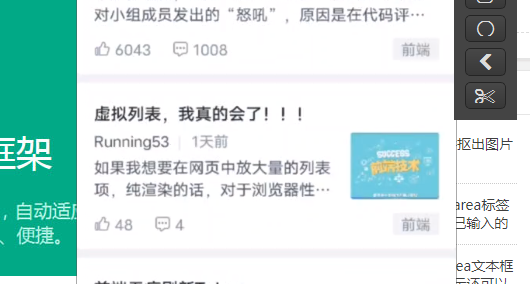 对小组成员发出的“怒吼”，原因是在代码评…
6043 1008 前端
虚拟列表，我真的会了！！！
Running53 1天前
如果我想要在网页中放大量的列表
项，纯渲染的话，对于浏览器性…
48 4 前端
框架
，自动适
、便捷。
抠出图片
area标签
已输入的
ea文本框